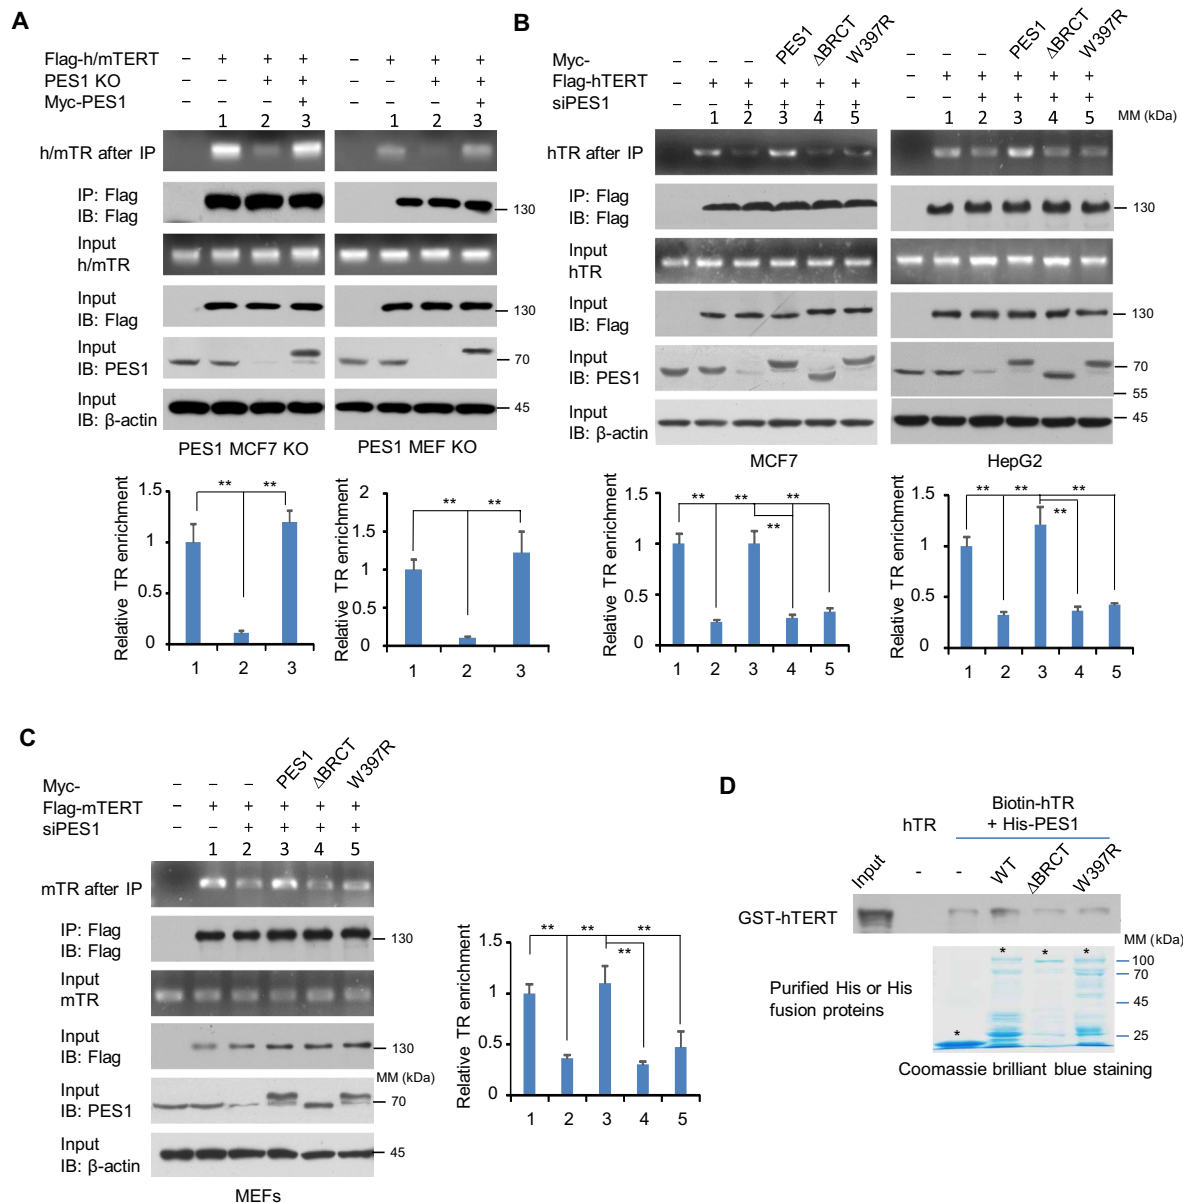 A
Flag-h/mTERT – + + + – + + +
PES1 KO – – + + – – + +
Myc-PES1 – – – + – – – +
1 2 3 1 2 3
h/mTR after IP
IP: Flag
IB: Flag
130
Input
h/mTR
Input
IB: Flag
130
Input
IB: PES1
70
Input
IB: β-actin
45
PES1 MCF7 KO
PES1 MEF KO
Relative TR enrichment
1.5
1
0.5
0
** **
1 2 3
Relative TR enrichment
2
1.5
1
0.5
0
** **
1 2 3
B
Myc- – – – PES1 ΔBRCT W397R – – – PES1 ΔBRCT W397R
Flag-hTERT – + + + + + – + + + + +
siPES1 – – + + + + – – + + + +
1 2 3 4 5 1 2 3 4 5 MM (kDa)
hTR after IP
IP: Flag
IB: Flag
130
Input
hTR
Input
IB: Flag
130
Input
IB: PES1
70
55
Input
IB: β-actin
45
MCF7
HepG2
Relative TR enrichment
1.5
1
0.5
0
** ** **
**
1 2 3 4 5
Relative TR enrichment
1.5
1
0.5
0
** ** **
**
1 2 3 4 5
C
Myc- – – – PES1 ΔBRCT W397R
Flag-mTERT – + + + + +
siPES1 – – + + + +
1 2 3 4 5
mTR after IP
IP: Flag
IB: Flag
130
Input
mTR
Input
IB: Flag
130
MM (kDa)
Input
IB: PES1
70
Input
IB: β-actin
45
MEFs
Relative TR enrichment
1.5
1
0.5
0
** ** **
**
1 2 3 4 5
D
Biotin-hTR
hTR + His-PES1
Input - - WT ΔBRCT W397R
GST-hTERT
MM (kDa)
* * * *
100
70
45
25
Purified His or His
fusion proteins
Coomassie brilliant blue staining